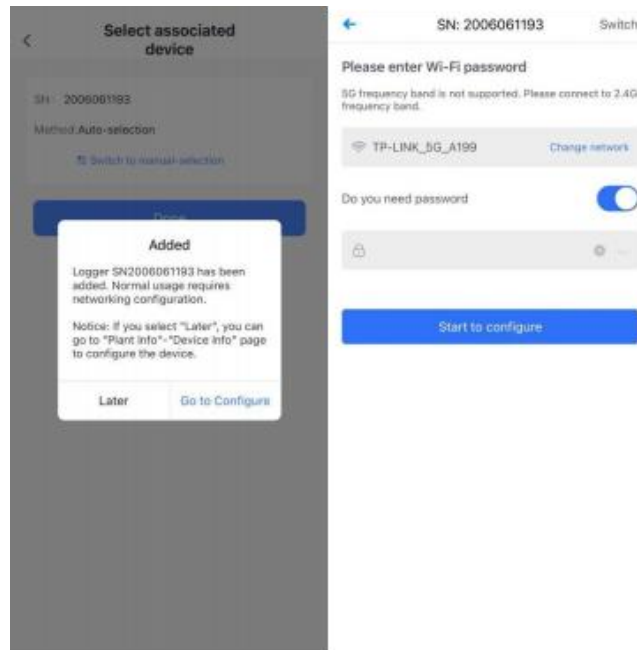 Select associated
device
SN: 2006061193
Method:Auto-selection
Switch to manual-selection
Done
Added
Logger SN2006061193 has been
added. Normal usage requires
networking configuration.
Notice: If you select "Later", you can
go to "Plant Info"-"Device Info" page
to configure the device.
Later
Go to Configure
SN: 2006061193
Switch
Please enter Wi-Fi password
5G frequency band is not supported. Please connect to 2.4G
frequency band.
TP-LINK_5G_A199
Change network
Do you need password
Start to configure